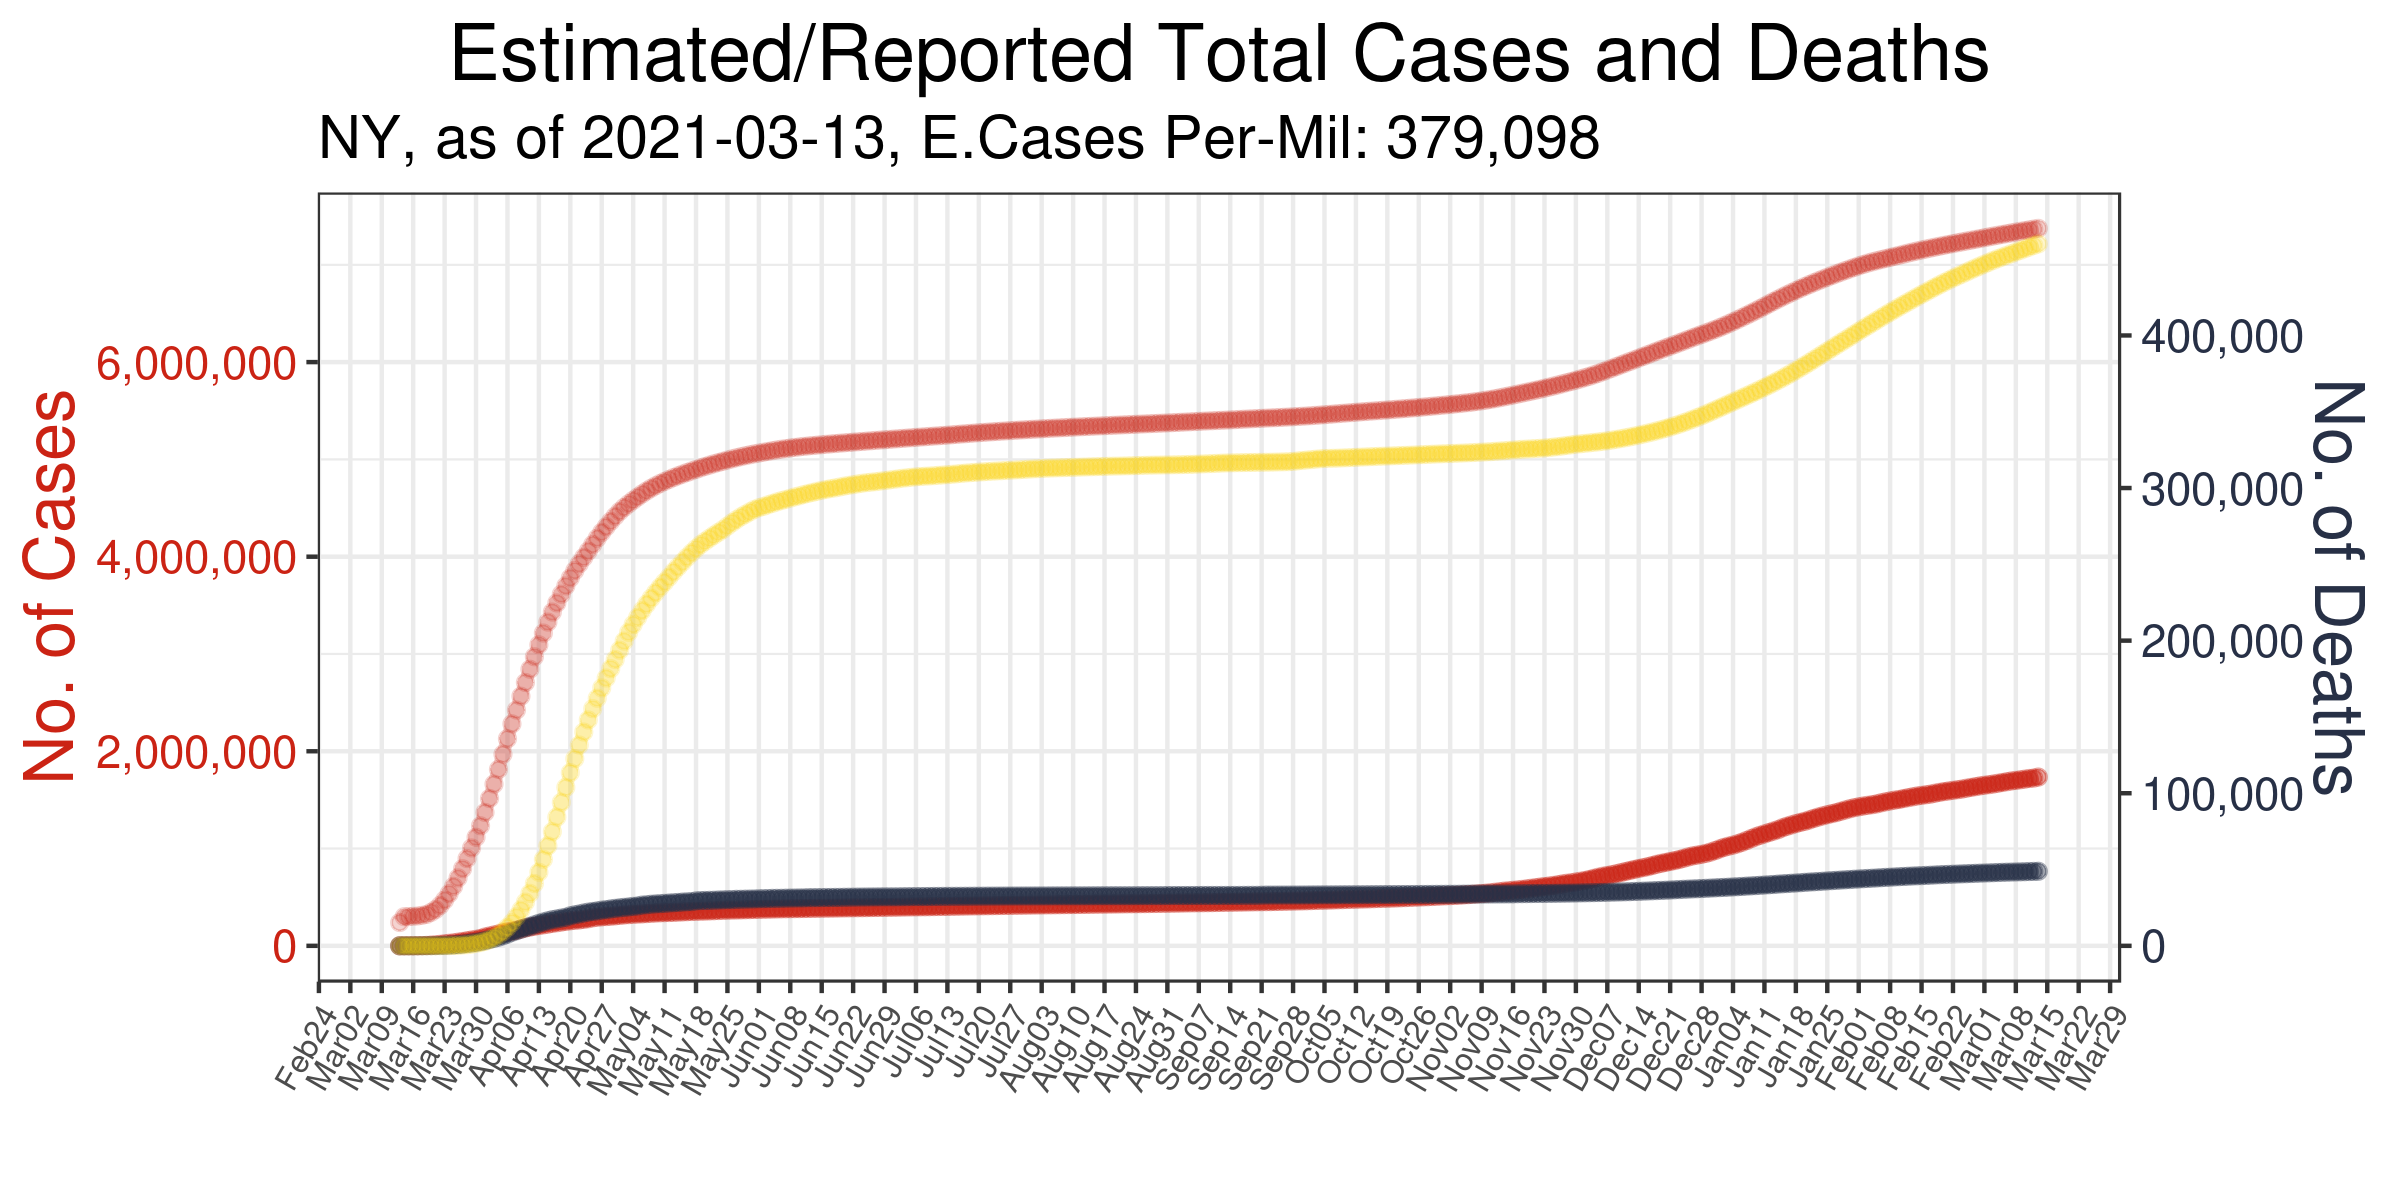 Estimated/Reported Total Cases and Deaths
NY, as of 2021-03-13, E.Cases Per-Mil: 379,098
No. of Cases
6,000,000
4,000,000
2,000,000
0
400,000
300,000
200,000
100,000
0
No. of Deaths
Feb24
Mar02
Mar09
Mar16
Mar23
Mar30
Apr06
Apr13
Apr20
Apr27
May04
May11
May18
May25
Jun01
Jun08
Jun15
Jun22
Jun29
Jul06
Jul13
Jul20
Jul27
Aug03
Aug10
Aug17
Aug24
Aug31
Sep07
Sep14
Sep21
Sep28
Oct05
Oct12
Oct19
Oct26
Nov02
Nov09
Nov16
Nov23
Nov30
Dec07
Dec14
Dec21
Dec28
Jan04
Jan11
Jan18
Jan25
Feb01
Feb08
Feb15
Feb22
Mar01
Mar08
Mar15
Mar22
Mar29